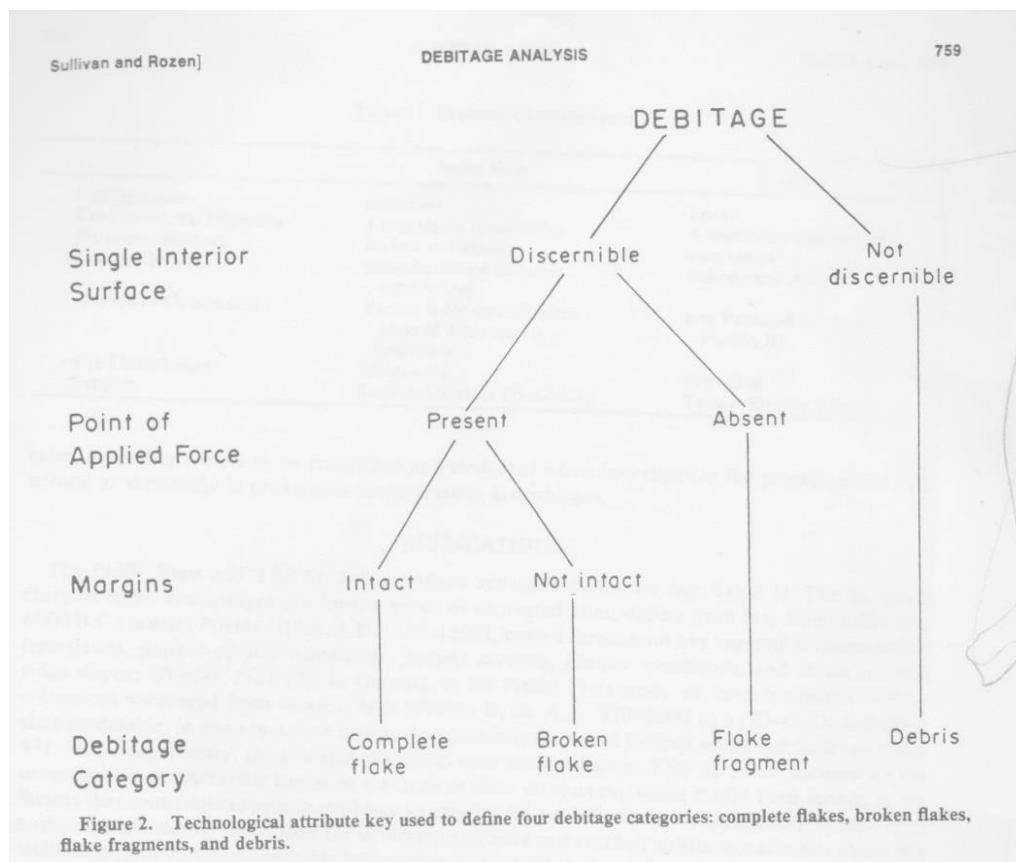 Sullivan and Rozen]
DEBITAGE ANALYSIS
759
DEBITAGE
Single Interior
Surface
Discernible
Not
discernible
Point of
Applied Force
Present
Absent
Margins
Intact
Not intact
Debitage
Category
Complete
flake
Broken
flake
Flake
fragment
Debris
Figure 2. Technological attribute key used to define four debitage categories: complete flakes, broken flakes,
flake fragments, and debris.